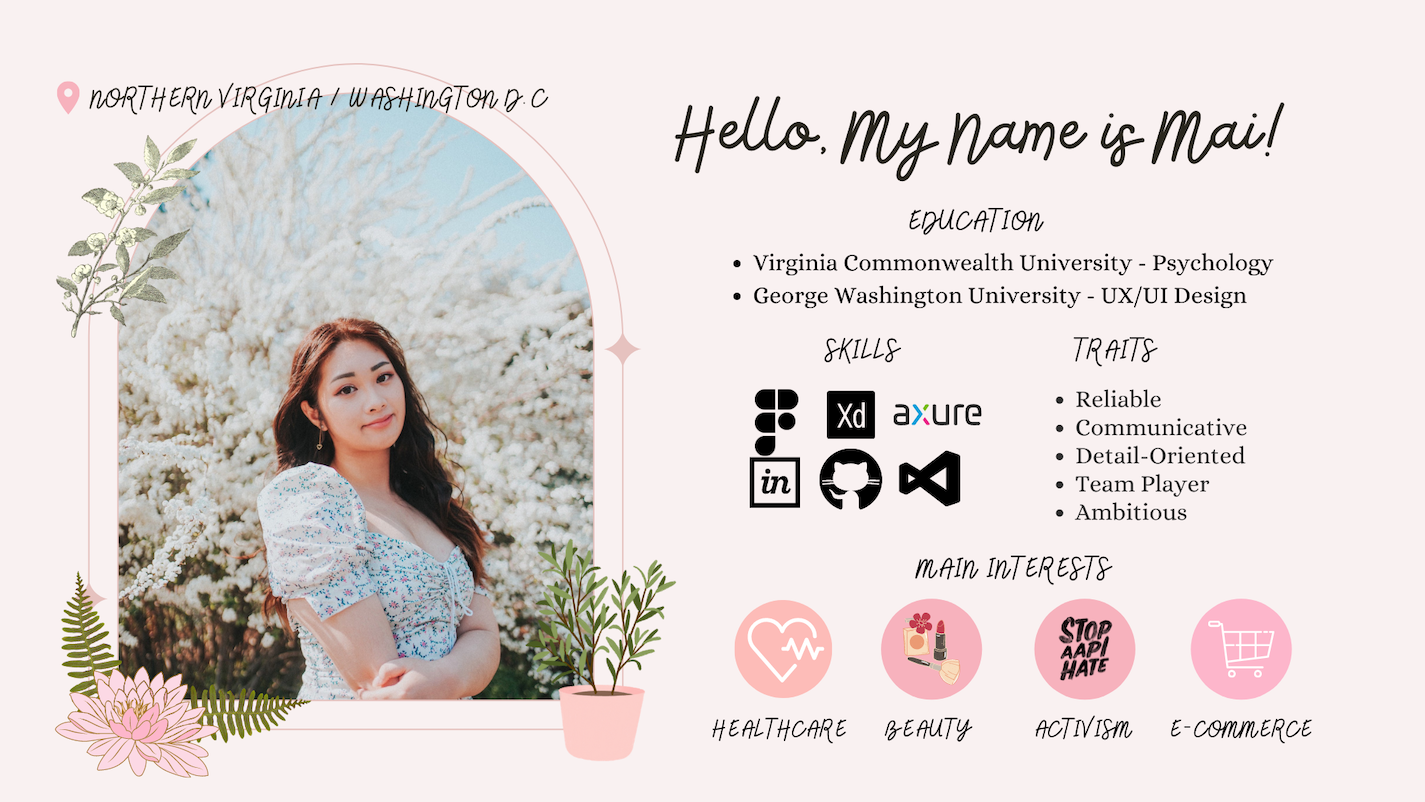 NORTHERN VIRGINIA / WASHINGTON D.C
Hello, My Name is Mai!
EDUCATION
• Virginia Commonwealth University - Psychology
• George Washington University - UX/UI Design
SKILLS
TRAITS
Xd
axure
in
• Reliable
• Communicative
• Detail-Oriented
• Team Player
• Ambitious
MAIN INTERESTS
STOP
AAPI
HATE
HEALTHCARE
BEAUTY
ACTIVISM
E-COMMERCE